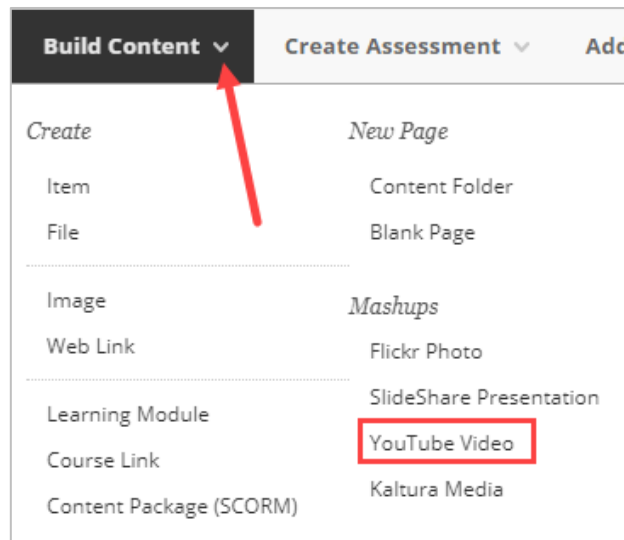 Build Content
Create Assessment
Add
Create
Item
File
Image
Web Link
Learning Module
Course Link
Content Package (SCORM)
New Page
Content Folder
Blank Page
Mashups
Flickr Photo
SlideShare Presentation
YouTube Video
Kaltura Media